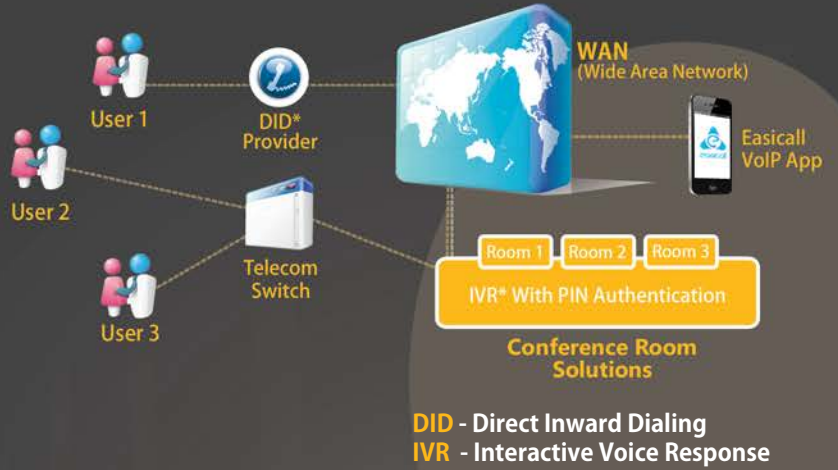 WAN
(Wide Area Network)
User 1
DID*
Provider
Easicall
VoIP App
User 2
Telecom
Switch
User 3
Room 1
Room 2
Room 3
IVR* With PIN Authentication
Conference Room
Solutions
DID - Direct Inward Dialing
IVR - Interactive Voice Response